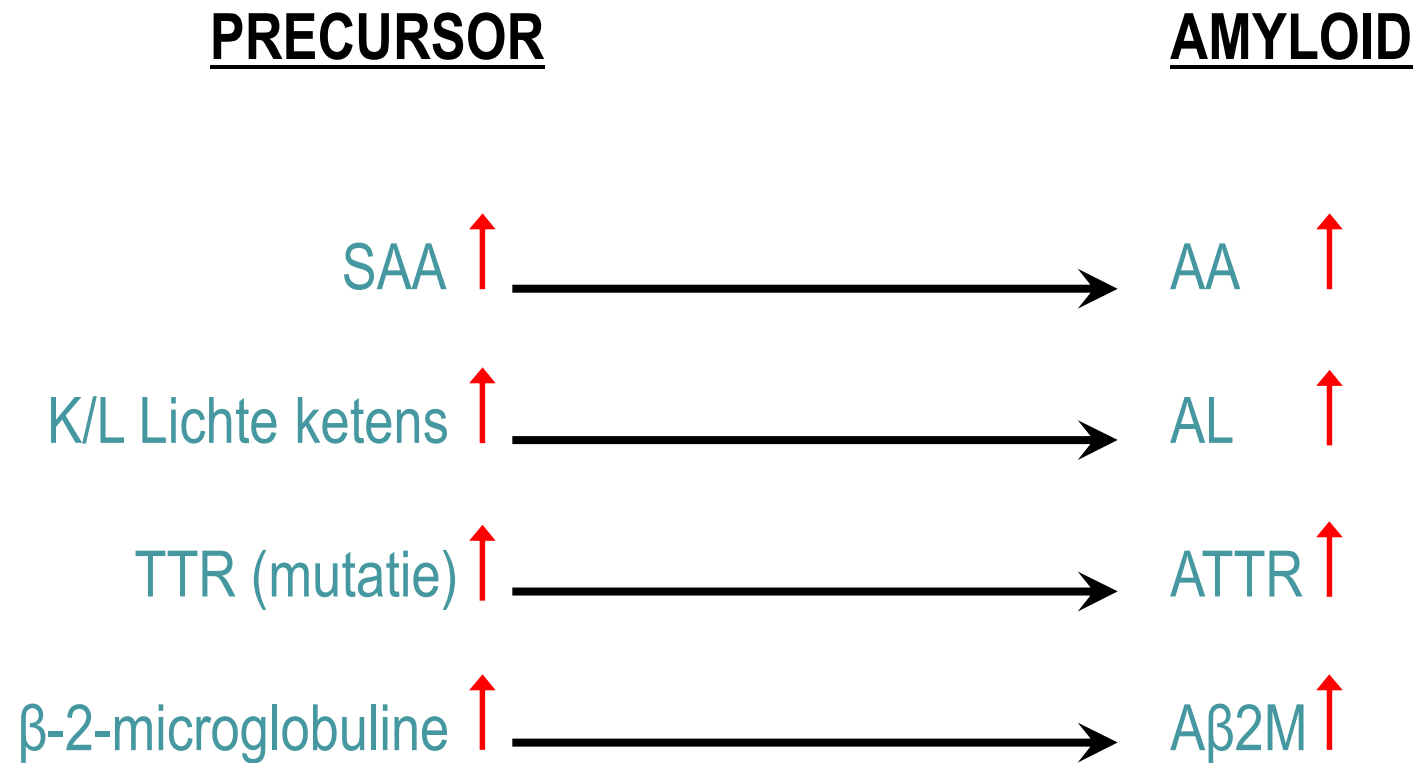 PRECURSOR AMYLOID
SAA AA
K/L Lichte ketens AL
TTR (mutatie) ATTR
β-2-microglobuline Aβ2M